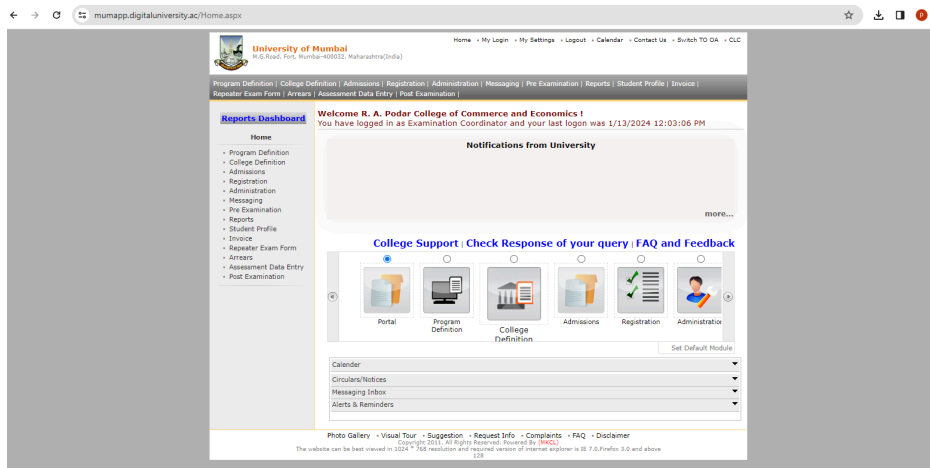 mumapp.digitaluniversity.ac/Home.aspx
P
University of Mumbai
M.G.Road, Fort, Mumbai-400032, Maharashtra(India)
Home My Login My Settings Logout Calendar Contact Us Switch TO OA CLC
Program Definition | College Definition | Admissions | Registration | Administration | Messaging | Pre Examination | Reports | Student Profile | Invoice |
Repeater Exam Form | Arrears | Assessment Data Entry | Post Examination |
Reports Dashboard
Home
Program Definition
College Definition
Admissions
Registration
Administration
Messaging
Pre Examination
Reports
Student Profile
Invoice
Repeater Exam Form
Arrears
Assessment Data Entry
Post Examination
Welcome R. A. Podar College of Commerce and Economics !
You have logged in as Examination Coordinator and your last logon was 1/13/2024 12:03:06 PM
Notifications from University
more...
College Support | Check Response of your query | FAQ and Feedback
Portal
Program Definition
College Definition
Admissions
Registration
Administration
Set Default Module
Calender
Circulars/Notices
Messaging Inbox
Alerts & Reminders
Photo Gallery Visual Tour Suggestion Request Info Complaints FAQ Disclaimer
Copyright 2011. All Rights Reserved. Powered By (MKCL)
The website can be best viewed in 1024 * 768 resolution and required version of internet explorer is IE 7.0,Firefox 3.0 and above
128